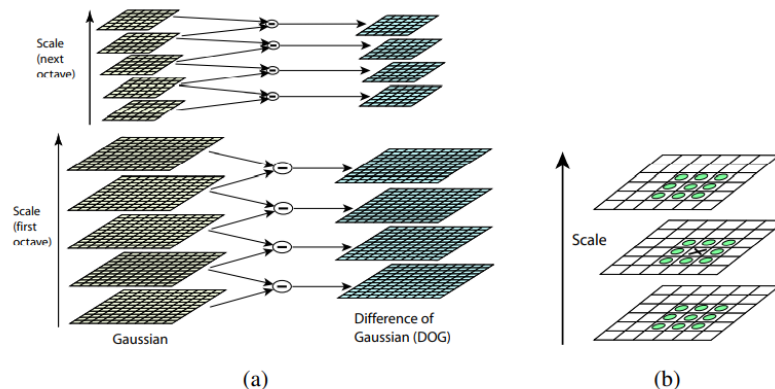 Scale
(next
octave)
Scale
(first
octave)
Gaussian
Difference of
Gaussian (DOG)
(a)
Scale
(b)